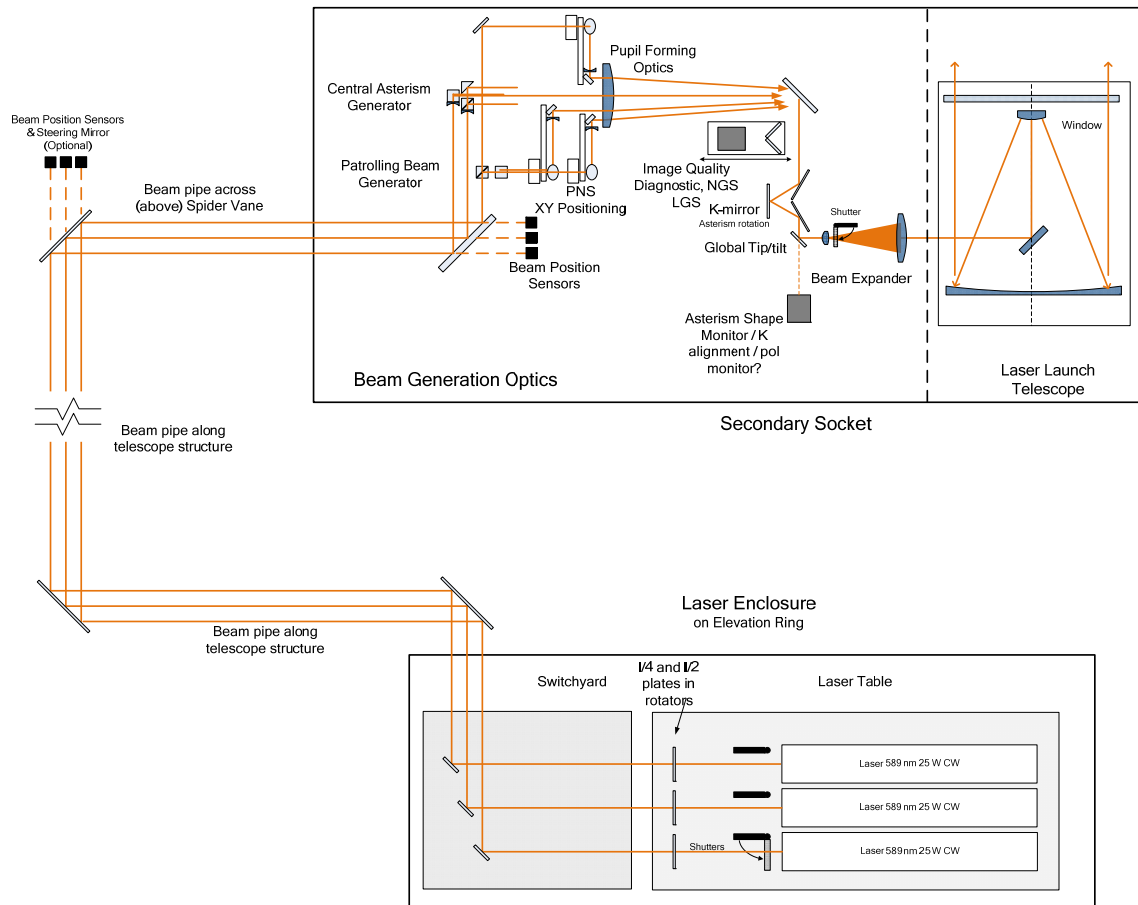 Pupil Forming
Optics
Central Asterism
Generator
Beam Position Sensors
& Steering Mirror
(Optional)
Window
Patrolling Beam
Generator
Image Quality
Diagnostic, NGS
LGS
Beam pipe across
(above) Spider Vane
PNS
XY Positioning
K-mirror
Asterism rotation
Shutter
Global Tip/tilt
Beam Position
Sensors
Beam Expander
Asterism Shape
Monitor / K
alignment / pol
monitor?
Beam Generation Optics
Laser Launch
Telescope
Secondary Socket
Beam pipe along
telescope structure
Laser Enclosure
on Elevation Ring
Beam pipe along
telescope structure
l/4 and l/2
plates in
rotators
Switchyard
Laser Table
Laser 589 nm 25 W CW
Laser 589 nm 25 W CW
Shutters
Laser 589 nm 25 W CW